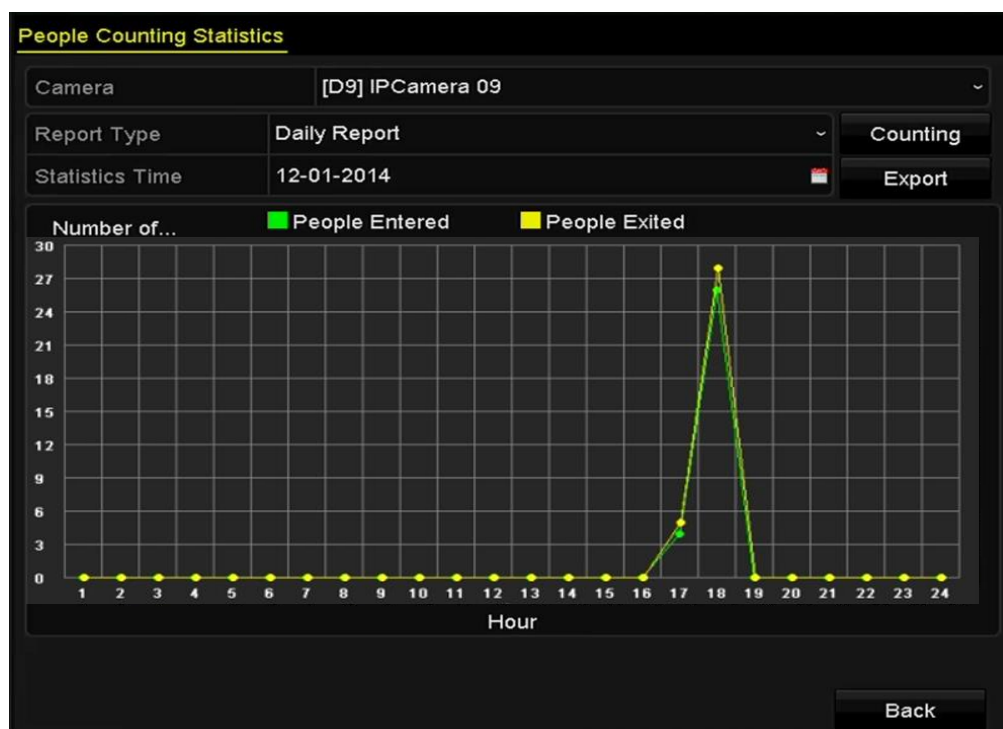 People Counting Statistics
Camera [D9] IPCamera 09
Report Type Daily Report Counting
Statistics Time 12-01-2014 Export
Number of... People Entered People Exited
30
27
24
21
18
15
12
9
6
3
0
1 2 3 4 5 6 7 8 9 10 11 12 13 14 15 16 17 18 19 20 21 22 23 24
Hour
Back